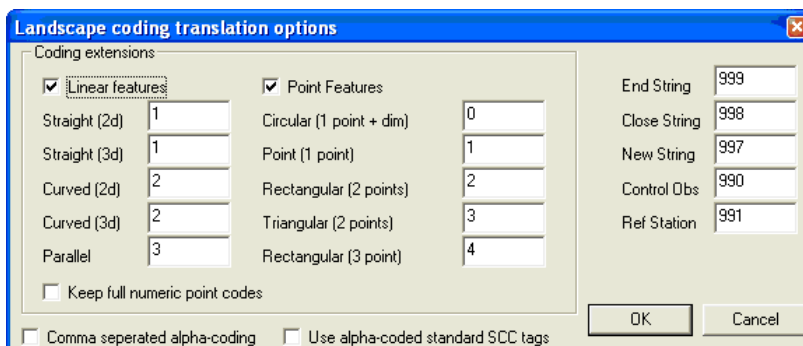 Landscape coding translation options
Coding extensions
Linear features Point Features
Straight (2d) 1 Circular (1 point + dim) 0
Straight (3d) 1 Point (1 point) 1
Curved (2d) 2 Rectangular (2 points) 2
Curved (3d) 2 Triangular (2 points) 3
Parallel 3 Rectangular (3 point) 4
Keep full numeric point codes
End String 999
Close String 998
New String 997
Control Obs 990
Ref Station 991
OK Cancel
Comma seperated alpha-coding Use alpha-coded standard SCC tags